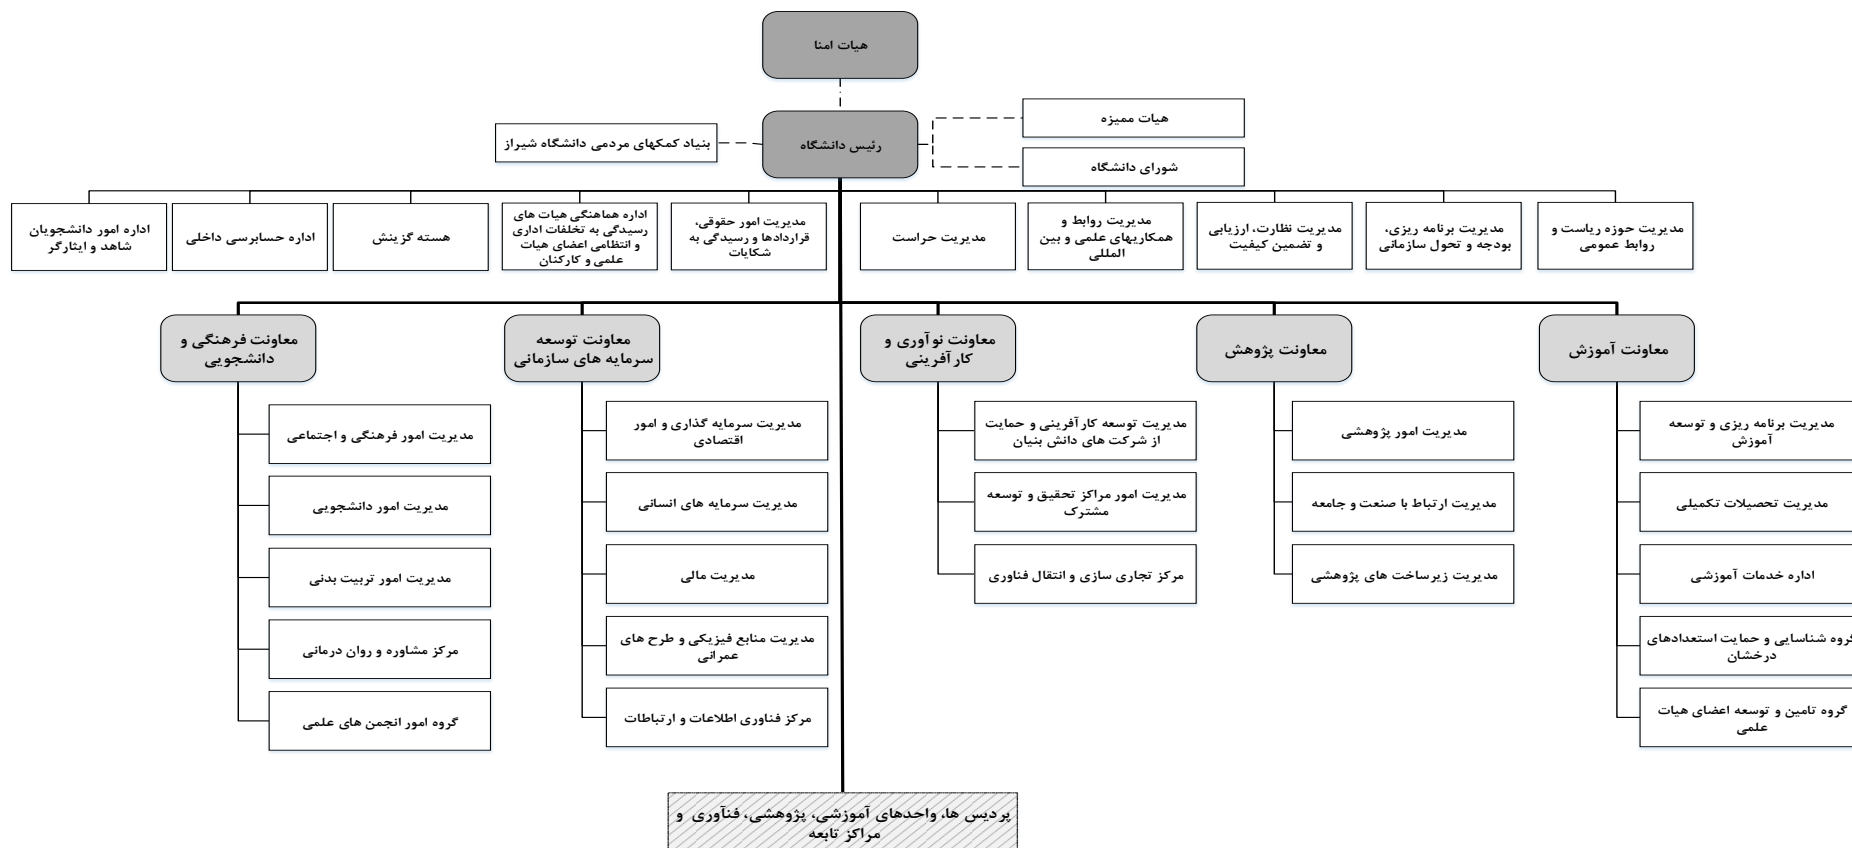 هیات امنا
رئیس دانشگاه
هیات ممیزه
شورای دانشگاه
بنیاد کمکهای مردمی دانشگاه شیراز
مدیریت حوزه ریاست و
روابط عمومی
مدیریت برنامه ریزی،
بودجه و تحول سازمانی
مدیریت نظارت، ارزیابی
و تضمین کیفیت
مدیریت روابط و
همکاریهای علمی و بین
المللی
مدیریت حراست
مدیریت امور حقوقی،
قراردادها و رسیدگی به
شکایات
اداره هماهنگی هیات های
رسیدگی به تخلفات اداری
و انتظامی اعضای هیات
علمی و کارکنان
هسته گزینش
اداره حسابرسی داخلی
اداره امور دانشجویان
شاهد و ایثارگر
معاونت آموزش
مدیریت برنامه ریزی و توسعه
آموزش
مدیریت تحصیلات تکمیلی
اداره خدمات آموزشی
گروه شناسایی و حمایت استعدادهای
درخشان
گروه تامین و توسعه اعضای هیات
علمی
معاونت پژوهش
مدیریت امور پژوهشی
مدیریت ارتباط با صنعت و جامعه
مدیریت زیرساخت های پژوهشی
معاونت نوآوری و
کارآفرینی
مدیریت توسعه کارآفرینی و حمایت
از شرکت های دانش بنیان
مدیریت امور مراکز تحقیق و توسعه
مشترک
مرکز تجاری سازی و انتقال فناوری
معاونت توسعه
سرمایه های سازمانی
مدیریت سرمایه گذاری و امور
اقتصادی
مدیریت سرمایه های انسانی
مدیریت مالی
مدیریت منابع فیزیکی و طرح های
عمرانی
مرکز فناوری اطلاعات و ارتباطات
معاونت فرهنگی و
دانشجویی
مدیریت امور فرهنگی و اجتماعی
مدیریت امور دانشجویی
مدیریت امور تربیت بدنی
مرکز مشاوره و روان درمانی
گروه امور انجمن های علمی
پردیس ها، واحدهای آموزشی، پژوهشی، فنآوری و
مراکز تابعه